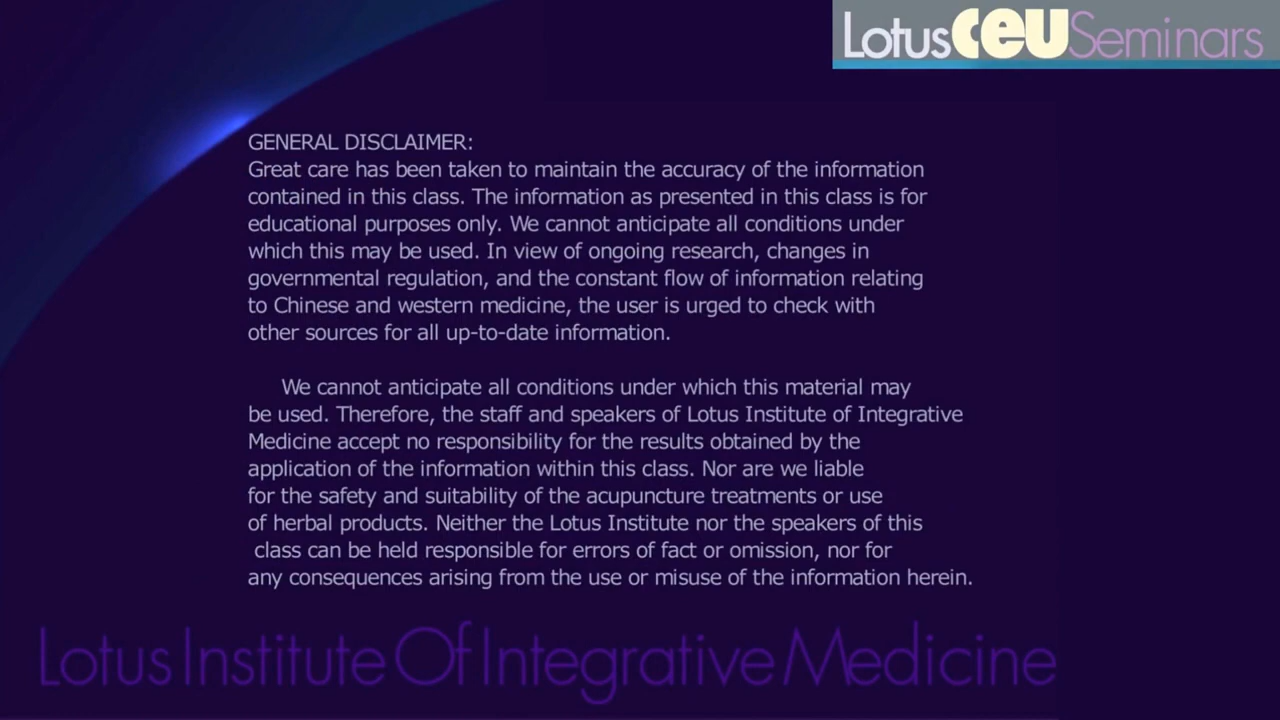 Lotus ceu Seminars
GENERAL DISCLAIMER:
Great care has been taken to maintain the accuracy of the information
contained in this class. The information as presented in this class is for
educational purposes only. We cannot anticipate all conditions under
which this may be used. In view of ongoing research, changes in
governmental regulation, and the constant flow of information relating
to Chinese and western medicine, the user is urged to check with
other sources for all up-to-date information.
We cannot anticipate all conditions under which this material may
be used. Therefore, the staff and speakers of Lotus Institute of Integrative
Medicine accept no responsibility for the results obtained by the
application of the information within this class. Nor are we liable
for the safety and suitability of the acupuncture treatments or use
of herbal products. Neither the Lotus Institute nor the speakers of this
class can be held responsible for errors of fact or omission, nor for
any consequences arising from the use or misuse of the information herein.
Lotus Institute Of Integrative Medicine